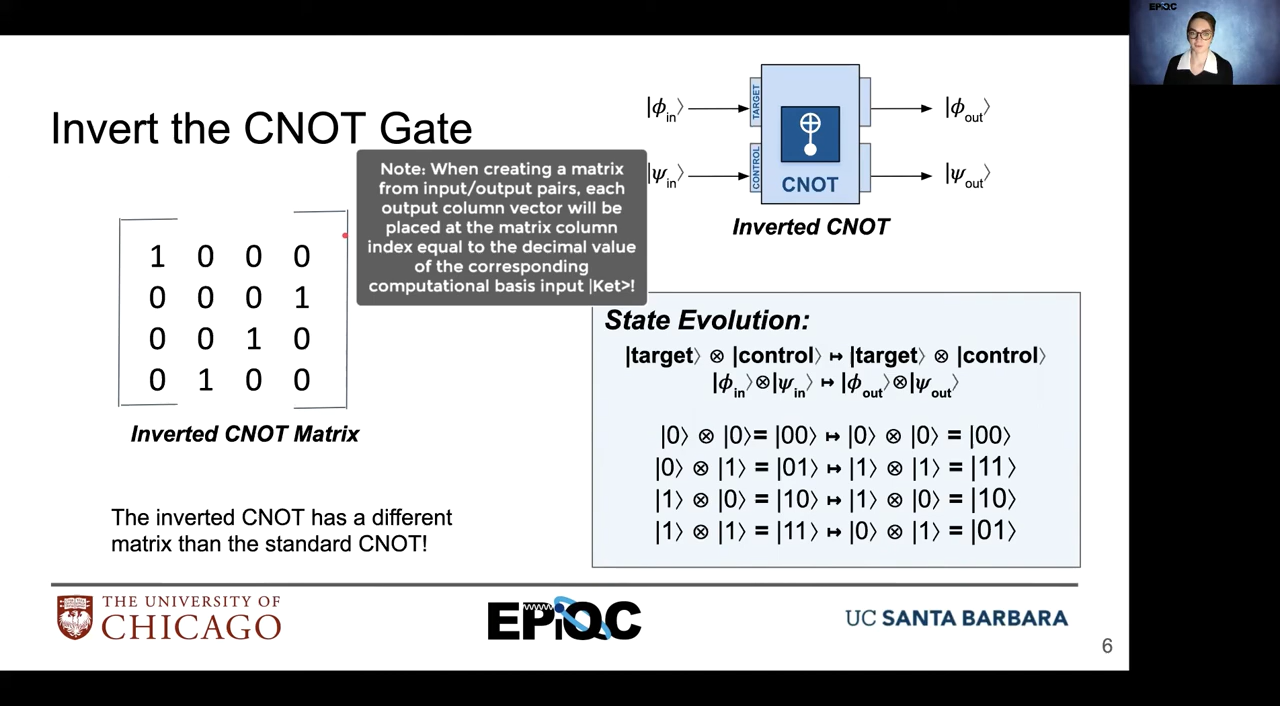 EPiQC
Invert the CNOT Gate
|ϕin⟩
TARGET
|ϕout⟩
|ψin⟩
CONTROL
CNOT
|ψout⟩
Inverted CNOT
Note: When creating a matrix
from input/output pairs, each
output column vector will be
placed at the matrix column
index equal to the decimal value
of the corresponding
computational basis input |Ket>!
1 0 0 0
0 0 0 1
0 0 1 0
0 1 0 0
Inverted CNOT Matrix
The inverted CNOT has a different
matrix than the standard CNOT!
State Evolution:
|target⟩ ⊗ |control⟩ ↦ |target⟩ ⊗ |control⟩
|ϕin⟩⊗|ψin⟩ ↦ |ϕout⟩⊗|ψout⟩
|0⟩ ⊗ |0⟩= |00⟩ ↦ |0⟩ ⊗ |0⟩ = |00⟩
|0⟩ ⊗ |1⟩ = |01⟩ ↦ |1⟩ ⊗ |1⟩ = |11⟩
|1⟩ ⊗ |0⟩ = |10⟩ ↦ |1⟩ ⊗ |0⟩ = |10⟩
|1⟩ ⊗ |1⟩ = |11⟩ ↦ |0⟩ ⊗ |1⟩ = |01⟩
THE UNIVERSITY OF
CHICAGO
EPiQC
UC SANTA BARBARA
6